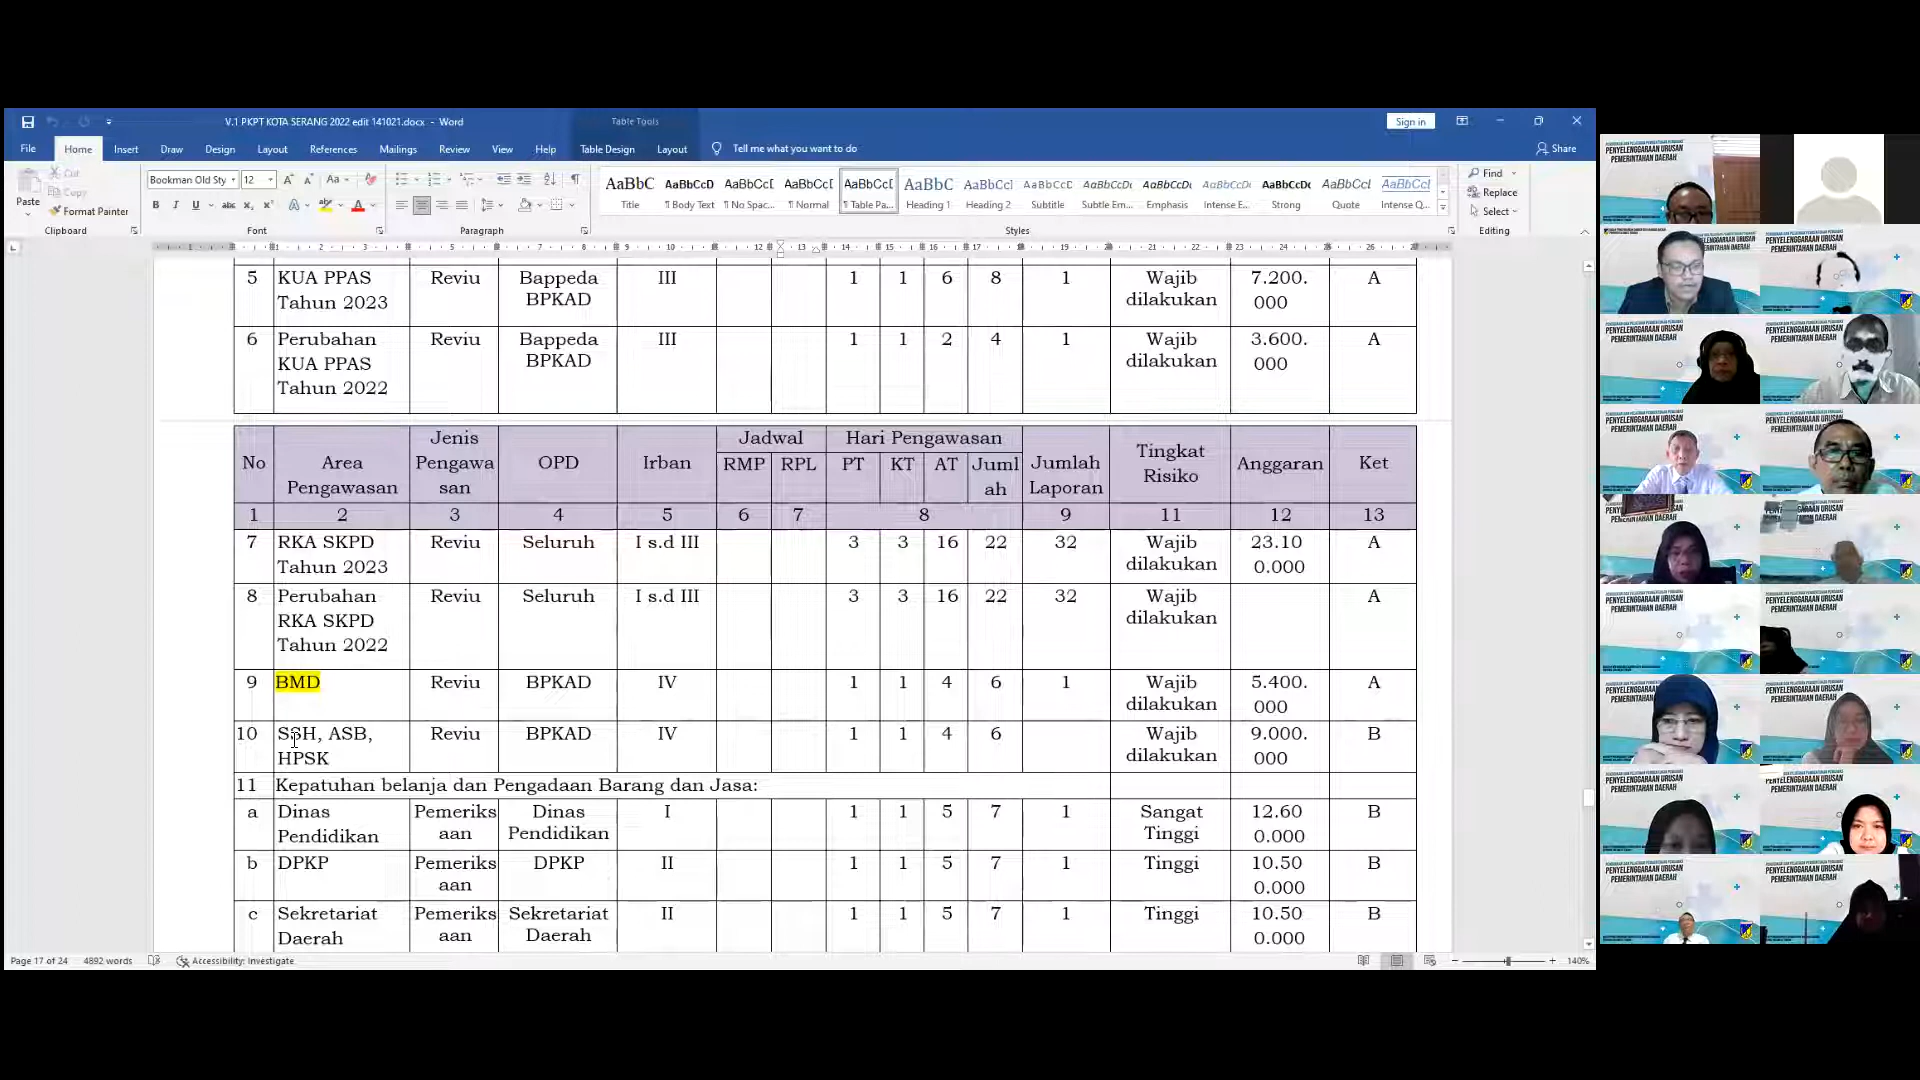 V.1 PKPT KOTA SERANG 2022 edit 141021.docx - Word
Table Tools
Sign in
File Home Insert Draw Design Layout References Mailings Review View Help Table Design Layout Tell me what you want to do Share
Paste
Cut
Copy
Format Painter
Clipboard
Bookman Old Sty 12
Font
Paragraph
AaBbC AaBbCcD AaBbCcI AaBbCcI AaBbCcI AaBbC AaBbCcI AaBbCcD AaBbCcDi AaBbCcDi AaBbCcDi AaBbCcDc AaBbCcI AaBbCcI
Title ¶ Body Text ¶ No Spac... ¶ Normal ¶ Table Pa... Heading 1 Heading 2 Subtitle Subtle Em... Emphasis Intense E... Strong Quote Intense Q...
Styles
Find
Replace
Select
Editing
5 KUA PPAS Tahun 2023 Reviu Bappeda BPKAD III 1 1 6 8 1 Wajib dilakukan 7.200.000 A
6 Perubahan KUA PPAS Tahun 2022 Reviu Bappeda BPKAD III 1 1 2 4 1 Wajib dilakukan 3.600.000 A
No Area Pengawasan Jenis Pengawasan OPD Irban Jadwal RMP RPL Hari Pengawasan PT KT AT Jumlah Jumlah Laporan Tingkat Risiko Anggaran Ket
1 2 3 4 5 6 7 8 9 11 12 13
7 RKA SKPD Tahun 2023 Reviu Seluruh I s.d III 3 3 16 22 32 Wajib dilakukan 23.100.000 A
8 Perubahan RKA SKPD Tahun 2022 Reviu Seluruh I s.d III 3 3 16 22 32 Wajib dilakukan A
9 BMD Reviu BPKAD IV 1 1 4 6 1 Wajib dilakukan 5.400.000 A
10 SSH, ASB, HPSK Reviu BPKAD IV 1 1 4 6 Wajib dilakukan 9.000.000 B
11 Kepatuhan belanja dan Pengadaan Barang dan Jasa:
a Dinas Pendidikan Pemeriksaan Dinas Pendidikan I 1 1 5 7 1 Sangat Tinggi 12.600.000 B
b DPKP Pemeriksaan DPKP II 1 1 5 7 1 Tinggi 10.500.000 B
c Sekretariat Daerah Pemeriksaan Sekretariat Daerah II 1 1 5 7 1 Tinggi 10.500.000 B
Page 17 of 24 4892 words Accessibility: Investigate 140%
PENYELENGGARAAN URUSAN
PEMERINTAHAN DAERAH